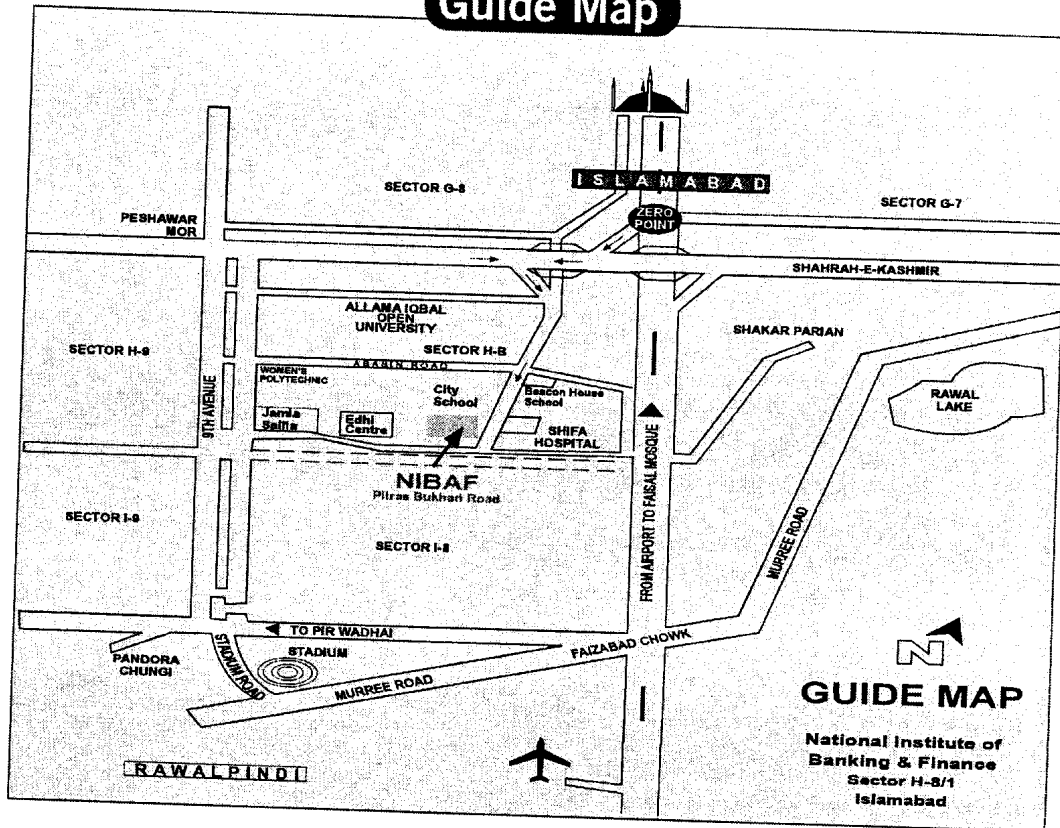 Guide Map
ISLAMABAD
SECTOR G-8
SECTOR G-7
PESHAWAR
MOR
ZERO
POINT
SHAHRAH-E-KASHMIR
ALLAMA IQBAL
OPEN
UNIVERSITY
SHAKAR PARIAN
SECTOR H-9
SECTOR H-8
ABASIN ROAD
WOMEN'S
POLYTECHNIC
City
School
Beacon House
School
RAWAL
LAKE
9TH AVENUE
Jamia
Salfia
Edhi
Centre
SHIFA
HOSPITAL
NIBAF
Pitras Bukhari Road
FROM AIRPORT TO FAISAL MOSQUE
MURREE ROAD
SECTOR I-9
SECTOR I-8
TO PIR WADHAI
FAIZABAD CHOWK
STADIUM
STADIUM ROAD
PANDORA
CHUNGI
MURREE ROAD
N
GUIDE MAP
National Institute of
Banking & Finance
Sector H-8/1
Islamabad
RAWALPINDI